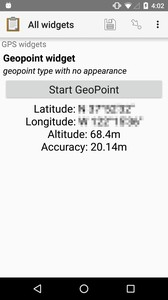 4:02
All widgets
GPS widgets
Geopoint widget
geopoint type with no appearance
Start GeoPoint
Latitude:
Longitude:
Altitude: 68.4m
Accuracy: 20.14m